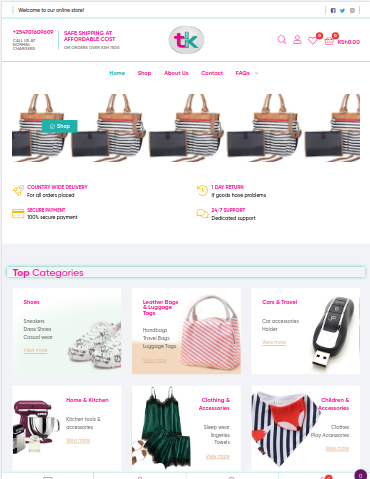 Welcome to our online store!
+254701609609
CALL US AT
NORMAL
CHARGERS
SAFE SHIPPING AT
AFFORDABLE COST
ON ORDERS OVER KSH 1500
tk
0
0
KSh0.00
Home
Shop
About Us
Contact
FAQs
Shop
COUNTRY WIDE DELIVERY
For all orders placed
1 DAY RETURN
If goods have problems
SECURE PAYMENT
100% secure payment
24/7 SUPPORT
Dedicated support
Top Categories
Shoes
Sneakers
Dress Shoes
Casual wear
View more
Leather Bags
& Luggage
Tags
Handbags
Travel Bags
Luggage Tags
View more
Cars & Travel
Car accessories
Holder
View more
Home & Kitchen
Kitchen tools &
accessories
View more
Clothing &
Accessories
Sleep wear
lingeries
Towels
View more
Children &
Accessories
Clothes
Play Accessories
View more